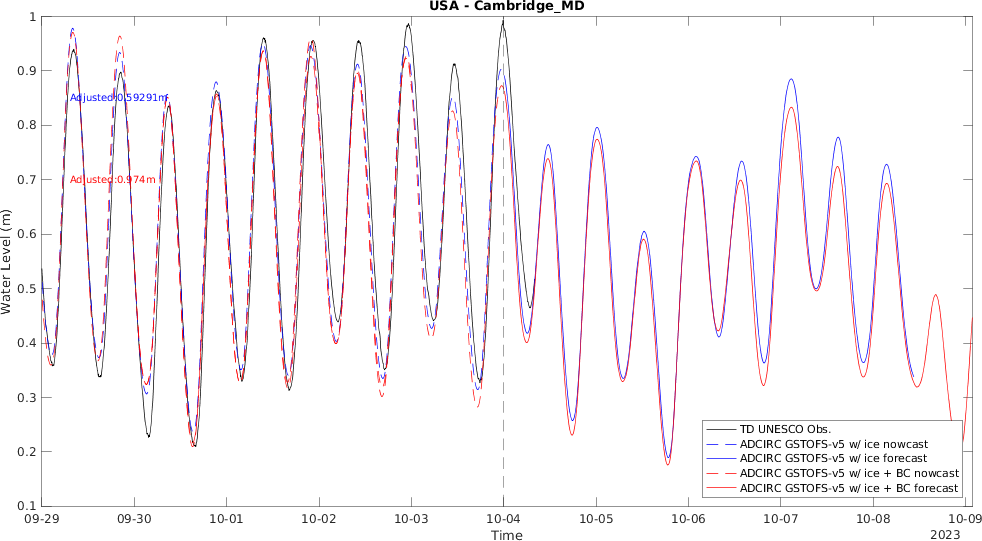 USA - Cambridge_MD
1
0.9
0.8
0.7
0.6
0.5
0.4
0.3
0.2
0.1
Water Level (m)
Adjusted:0.59291m
Adjusted:0.974m
TD UNESCO Obs.
ADCIRC GSTOFS-v5 w/ ice nowcast
ADCIRC GSTOFS-v5 w/ ice forecast
ADCIRC GSTOFS-v5 w/ ice + BC nowcast
ADCIRC GSTOFS-v5 w/ ice + BC forecast
09-29 09-30 10-01 10-02 10-03 10-04 10-05 10-06 10-07 10-08 10-09
Time
2023